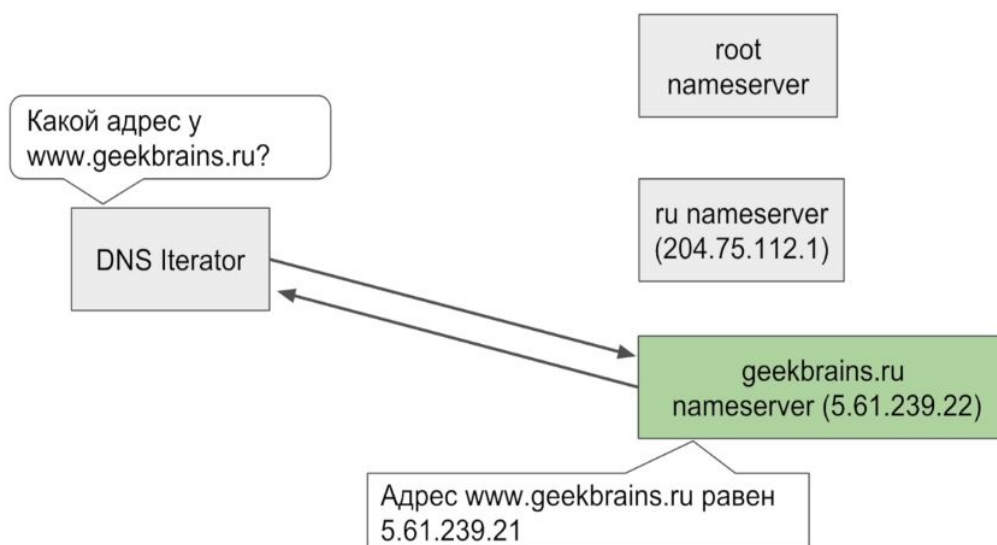 root
nameserver
Какой адрес у
www.geekbrains.ru?
ru nameserver
(204.75.112.1)
DNS Iterator
geekbrains.ru
nameserver (5.61.239.22)
Адрес www.geekbrains.ru равен
5.61.239.21